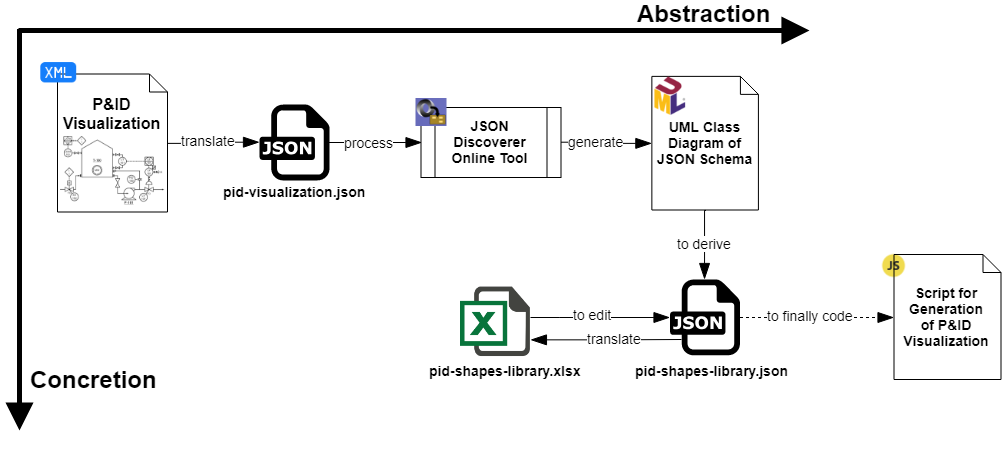 Abstraction
XML
P&ID
Visualization
translate
JSON
pid-visualization.json
process
JSON
Discoverer
Online Tool
generate
UML
UML Class
Diagram of
JSON Schema
to derive
X
pid-shapes-library.xlsx
to edit
translate
JSON
pid-shapes-library.json
to finally code
JS
Script for
Generation
of P&ID
Visualization
Concretion